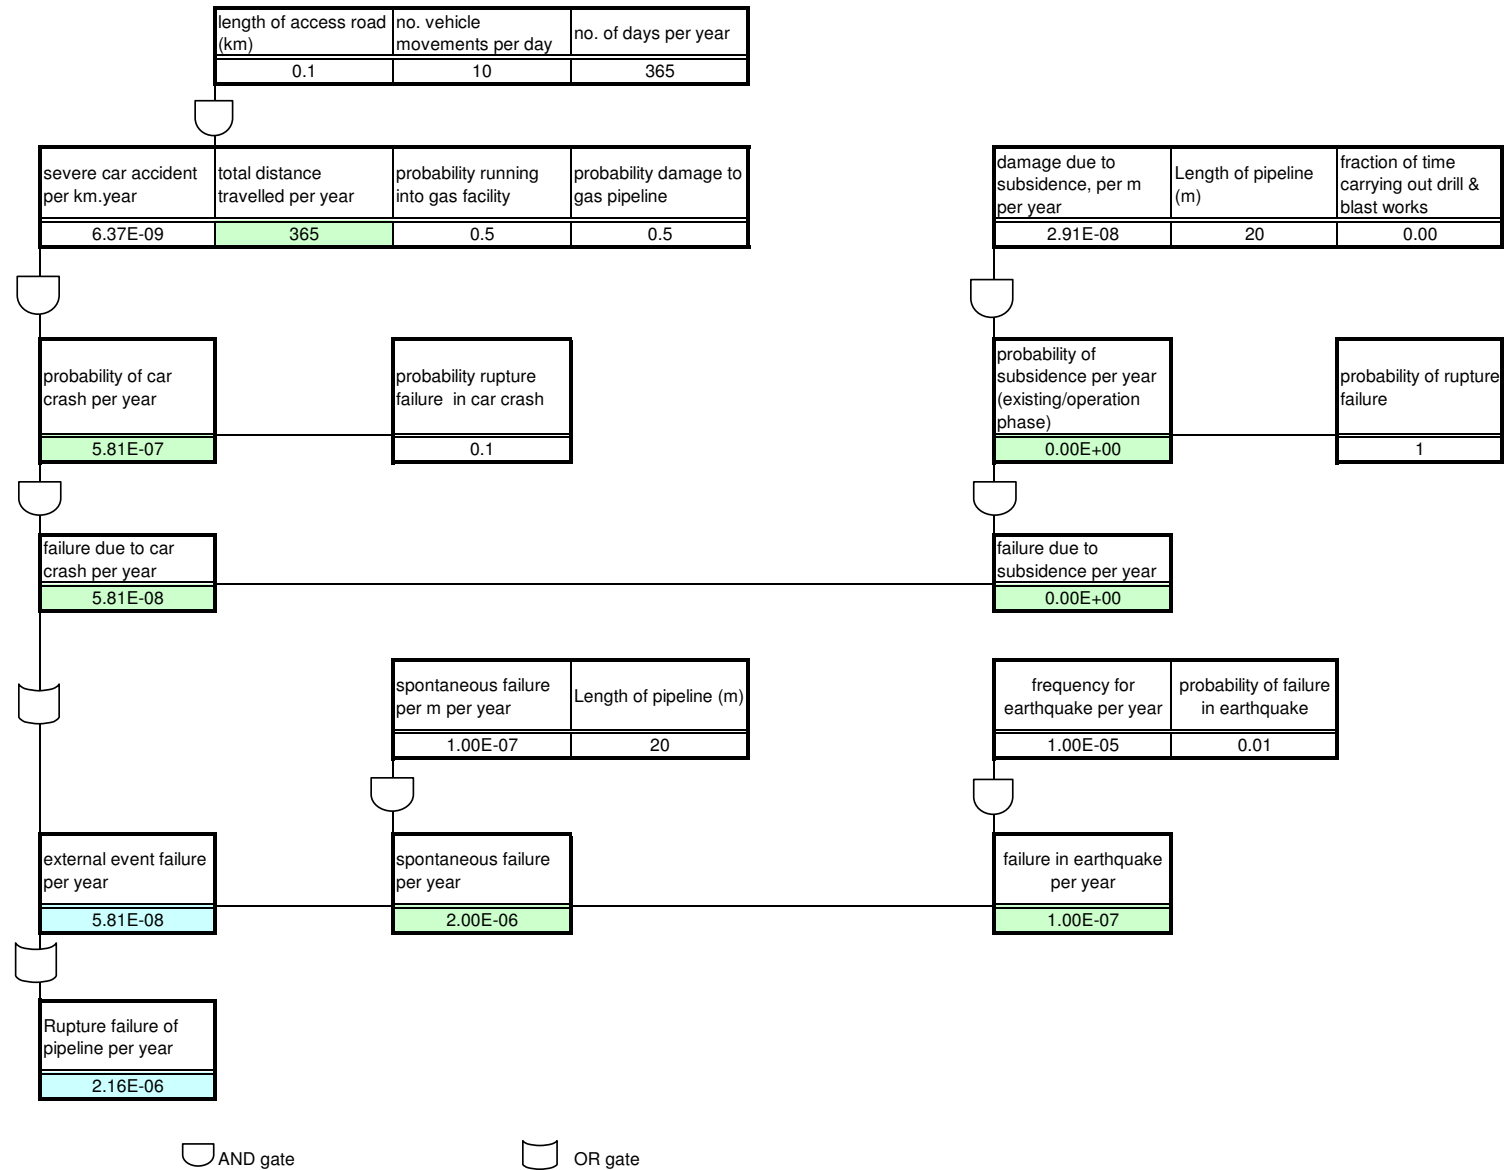 length of access road
(km)
no. vehicle
movements per day
no. of days per year
0.1
10
365
severe car accident
per km.year
total distance
travelled per year
probability running
into gas facility
probability damage to
gas pipeline
6.37E-09
365
0.5
0.5
damage due to
subsidence, per m
per year
Length of pipeline
(m)
fraction of time
carrying out drill &
blast works
2.91E-08
20
0.00
probability of car
crash per year
5.81E-07
probability rupture
failure in car crash
0.1
probability of
subsidence per year
(existing/operation
phase)
0.00E+00
probability of rupture
failure
1
failure due to car
crash per year
5.81E-08
failure due to
subsidence per year
0.00E+00
spontaneous failure
per m per year
Length of pipeline (m)
1.00E-07
20
frequency for
earthquake per year
probability of failure
in earthquake
1.00E-05
0.01
external event failure
per year
5.81E-08
spontaneous failure
per year
2.00E-06
failure in earthquake
per year
1.00E-07
Rupture failure of
pipeline per year
2.16E-06
AND gate
OR gate